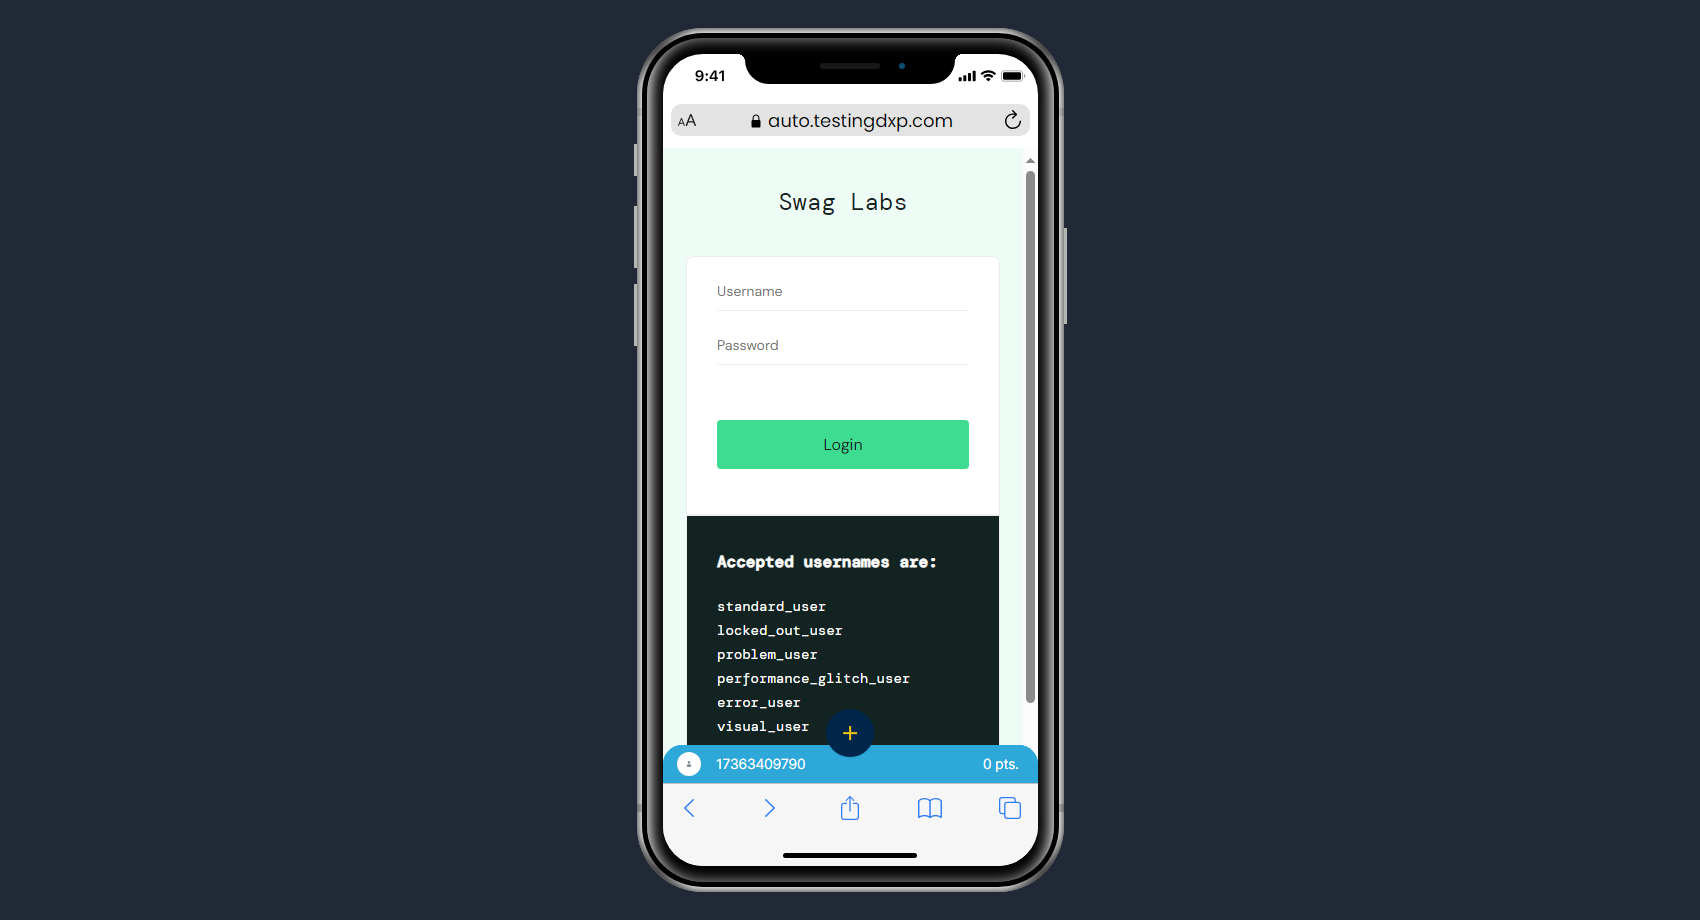 9:41
AA auto.testingdxp.com
Swag Labs
Username
Password
Login
Accepted usernames are:
standard_user
locked_out_user
problem_user
performance_glitch_user
error_user
visual_user
+
17363409790 0 pts.